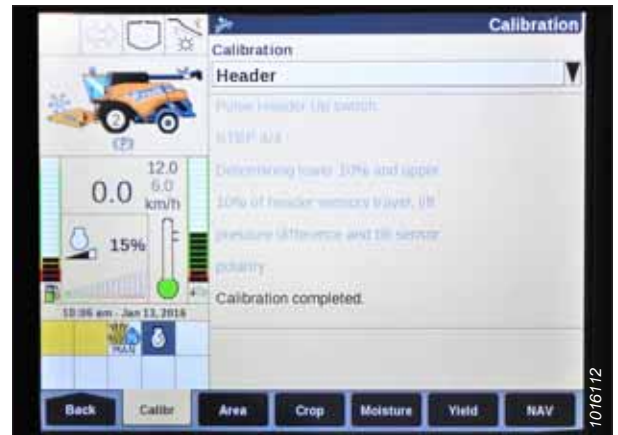 Calibration
Calibration
Header
Pulse Header Up switch.
STEP 4/4
Determining lower 10% and upper
10% of header sensors travel, lift
pressure difference and tilt sensor
polarity
Calibration completed.
2
(P)
12.0
6.0
0.0
km/h
15%
10:06 am - Jan 13, 2016
MAN
Back
Calibr
Area
Crop
Moisture
Yield
NAV
1016112